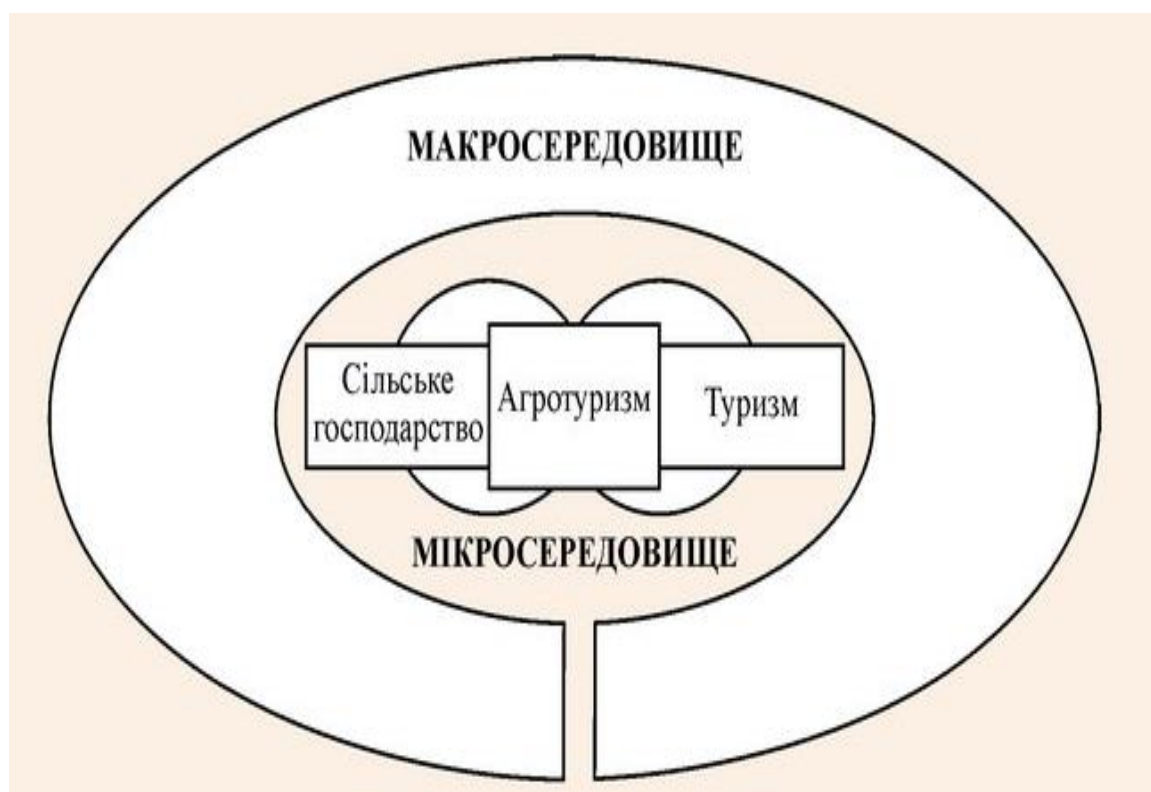 МАКРОСЕРЕДОВИЩЕ
Сільське
господарство
Агротуризм
Туризм
МІКРОСЕРЕДОВИЩЕ